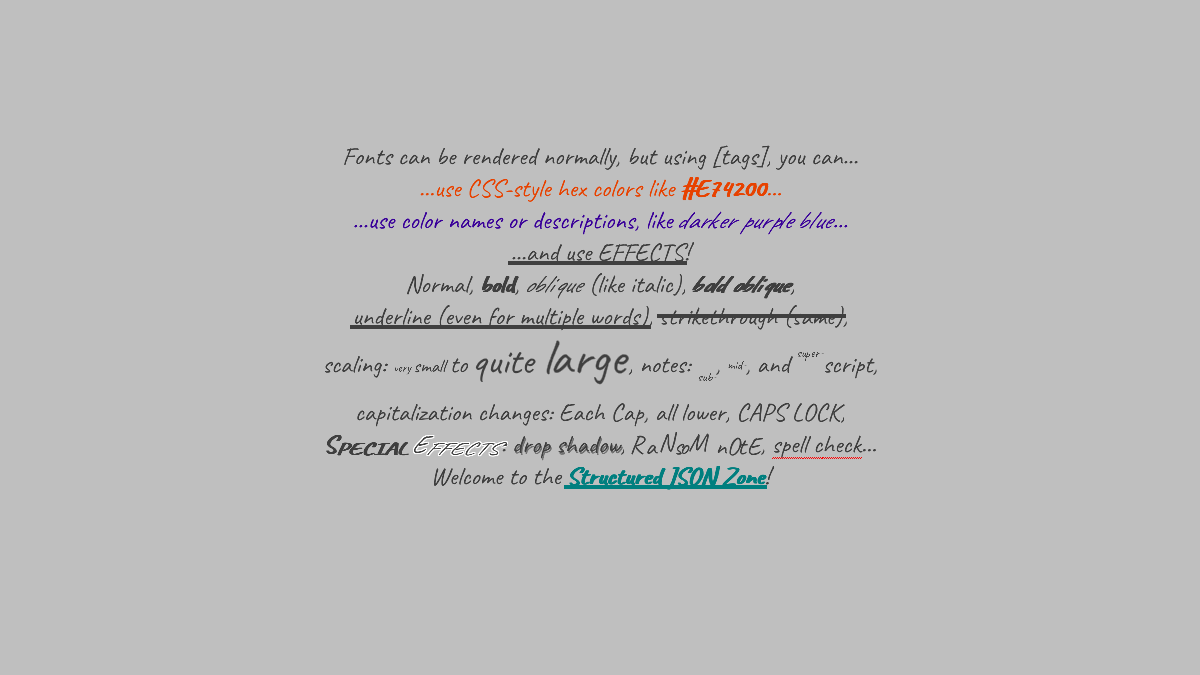 Fonts can be rendered normally, but using [tags], you can...
...use CSS-style hex colors like #E74200...
...use color names or descriptions, like darker purple blue...
...and use EFFECTS!
Normal, bold, oblique (like italic), bold oblique,
underline (even for multiple words), strikethrough (same),
scaling: very small to quite large, notes: sub-, mid-, and super-script,
capitalization changes: Each Cap, all lower, CAPS LOCK,
SPECIAL EFFECTS: drop shadow, RaNsoM nOtE, spell check...
Welcome to the Structured JSON Zone!